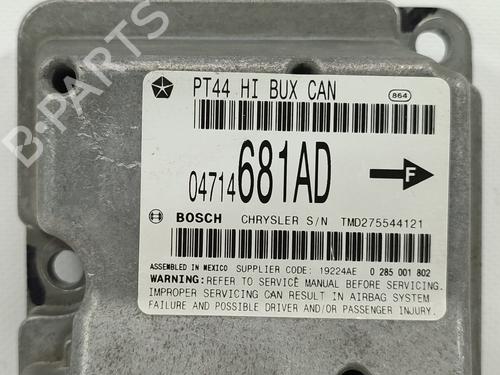 B-PARTS
PT44 HI BUX CAN
864
04714681AD
F
BOSCH CHRYSLER S/N TMD275544121
ASSEMBLED IN MEXICO SUPPLIER CODE: 19224AE 0 285 001 802
WARNING: REFER TO SERVICE MANUAL BEFORE SERVICING.
IMPROPER SERVICING CAN RESULT IN AIRBAG SYSTEM
FAILURE AND POSSIBLE DRIVER AND/OR PASSENGER INJURY.